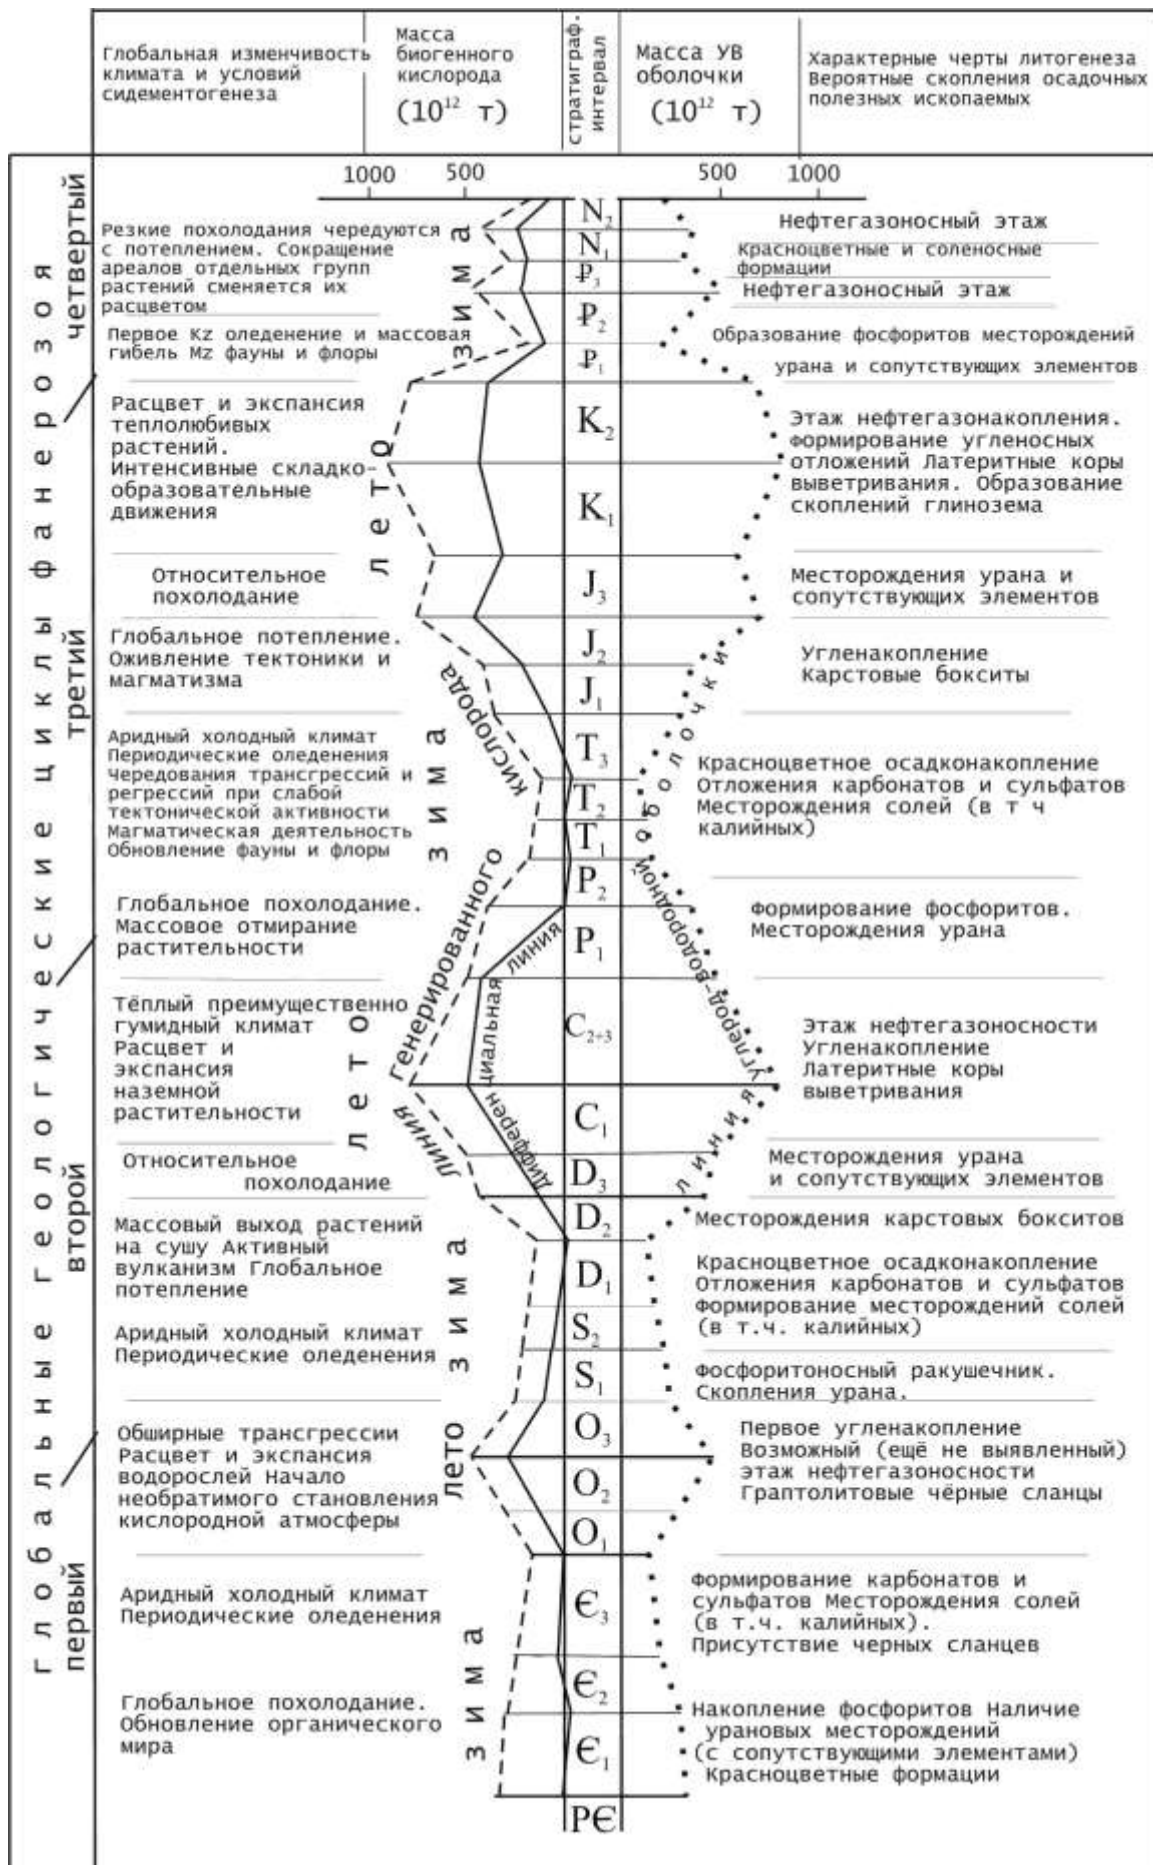 Глобальная изменчивость
климата и условий
сидементогенеза
Масса
биогенного
кислорода
(10¹² т)
стратиграф.
интервал
Масса УВ
оболочки
(10¹² т)
Характерные черты литогенеза
Вероятные скопления осадочных
полезных ископаемых
1000
500
500
1000
глобальные геологические циклы фанерозоя
четвертый
третий
второй
первый
Резкие похолодания чередуются
с потеплением. Сокращение
ареалов отдельных групп
растений сменяется их
расцветом
Первое Kz оледенение и массовая
гибель Mz фауны и флоры
Расцвет и экспансия
теплолюбивых
растений.
Интенсивные складко-
образовательные
движения
Относительное
похолодание
Глобальное потепление.
Оживление тектоники и
магматизма
Аридный холодный климат
Периодические оледенения
Чередования трансгрессий и
регрессий при слабой
тектонической активности
Магматическая деятельность
Обновление фауны и флоры
Глобальное похолодание.
Массовое отмирание
растительности
Тёплый преимущественно
гумидный климат
Расцвет и
экспансия
наземной
растительности
Относительное
похолодание
Массовый выход растений
на сушу Активный
вулканизм Глобальное
потепление
Аридный холодный климат
Периодические оледенения
Обширные трансгрессии
Расцвет и экспансия
водорослей Начало
необратимого становления
кислородной атмосферы
Аридный холодный климат
Периодические оледенения
Глобальное похолодание.
Обновление органического
мира
зима
лето
зима
лето
зима
лето
зима
линия генерированного кислорода
дифференциальная линия
N₂
N₁
Ꝑ₃
Ꝑ₂
Ꝑ₁
K₂
K₁
J₃
J₂
J₁
T₃
T₂
T₁
P₂
P₁
C₂₊₃
C₁
D₃
D₂
D₁
S₂
S₁
O₃
O₂
O₁
Є₃
Є₂
Є₁
РЄ
линия углерод-водородной оболочки
Нефтегазоносный этаж
Красноцветные и соленосные
формации
Нефтегазоносный этаж
Образование фосфоритов месторождений
урана и сопутствующих элементов
Этаж нефтегазонакопления.
Формирование угленосных
отложений Латеритные коры
выветривания. Образование
скоплений глинозема
Месторождения урана и
сопутствующих элементов
Угленакопление
Карстовые бокситы
Красноцветное осадконакопление
Отложения карбонатов и сульфатов
Месторождения солей (в т ч
калийных)
Формирование фосфоритов.
Месторождения урана
Этаж нефтегазоносности
Угленакопление
Латеритные коры
выветривания
Месторождения урана
и сопутствующих элементов
Месторождения карстовых бокситов
Красноцветное осадконакопление
Отложения карбонатов и сульфатов
Формирование месторождений солей
(в т.ч. калийных)
Фосфоритоносный ракушечник.
Скопления урана.
Первое угленакопление
Возможный (ещё не выявленный)
этаж нефтегазоносности
Граптолитовые чёрные сланцы
Формирование карбонатов и
сульфатов Месторождения солей
(в т.ч. калийных).
Присутствие черных сланцев
Накопление фосфоритов Наличие
урановых месторождений
(с сопутствующими элементами)
Красноцветные формации